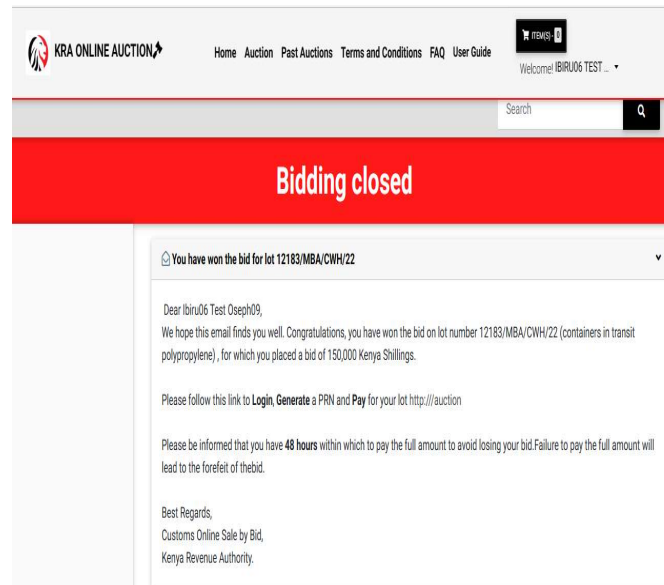 KRA ONLINE AUCTION
Home Auction Past Auctions Terms and Conditions FAQ User Guide
ITEM(S) - 0
Welcome! IBIRU06 TEST ...
Search
Bidding closed
You have won the bid for lot 12183/MBA/CWH/22
Dear Ibiru06 Test Oseph09,
We hope this email finds you well. Congratulations, you have won the bid on lot number 12183/MBA/CWH/22 (containers in transit
polypropylene) , for which you placed a bid of 150,000 Kenya Shillings.
Please follow this link to Login, Generate a PRN and Pay for your lot http:///auction
Please be informed that you have 48 hours within which to pay the full amount to avoid losing your bid.Failure to pay the full amount will
lead to the forfeit of thebid.
Best Regards,
Customs Online Sale by Bid,
Kenya Revenue Authority.